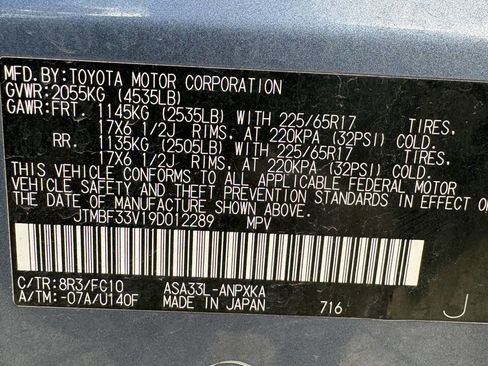 MFD.BY:TOYOTA MOTOR CORPORATION
GVWR:2055KG (4535LB)
GAWR:FRT. 1145KG (2535LB) WITH 225/65R17 TIRES,
17X6 1/2J RIMS, AT 220KPA (32PSI) COLD.
RR. 1135KG (2505LB) WITH 225/65R17 TIRES,
17X6 1/2J RIMS, AT 220KPA (32PSI) COLD.
THIS VEHICLE CONFORMS TO ALL APPLICABLE FEDERAL MOTOR
VEHICLE SAFETY AND THEFT PREVENTION STANDARDS IN EFFECT ON
THE DATE OF MANUFACTURE SHOWN ABOVE.
JTMBF33V19D012289 MPV
C/TR:8R3/FC10 ASA33L-ANPXKA
A/TM:-07A/U140F MADE IN JAPAN 716 J